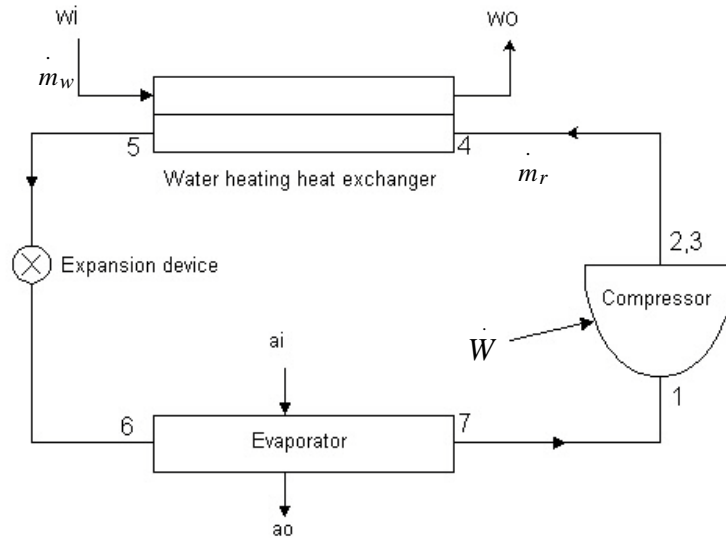 wi
wo
ṁw
5
4
Water heating heat exchanger
ṁr
2,3
Expansion device
Compressor
ai
Ẇ
1
6
Evaporator
7
ao